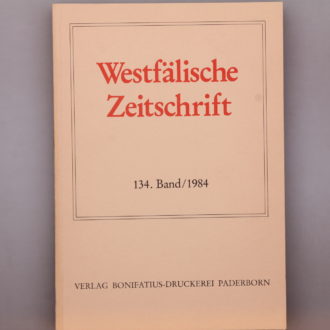 Westfälische
Zeitschrift
134. Band/1984
VERLAG BONIFATIUS-DRUCKEREI PADERBORN